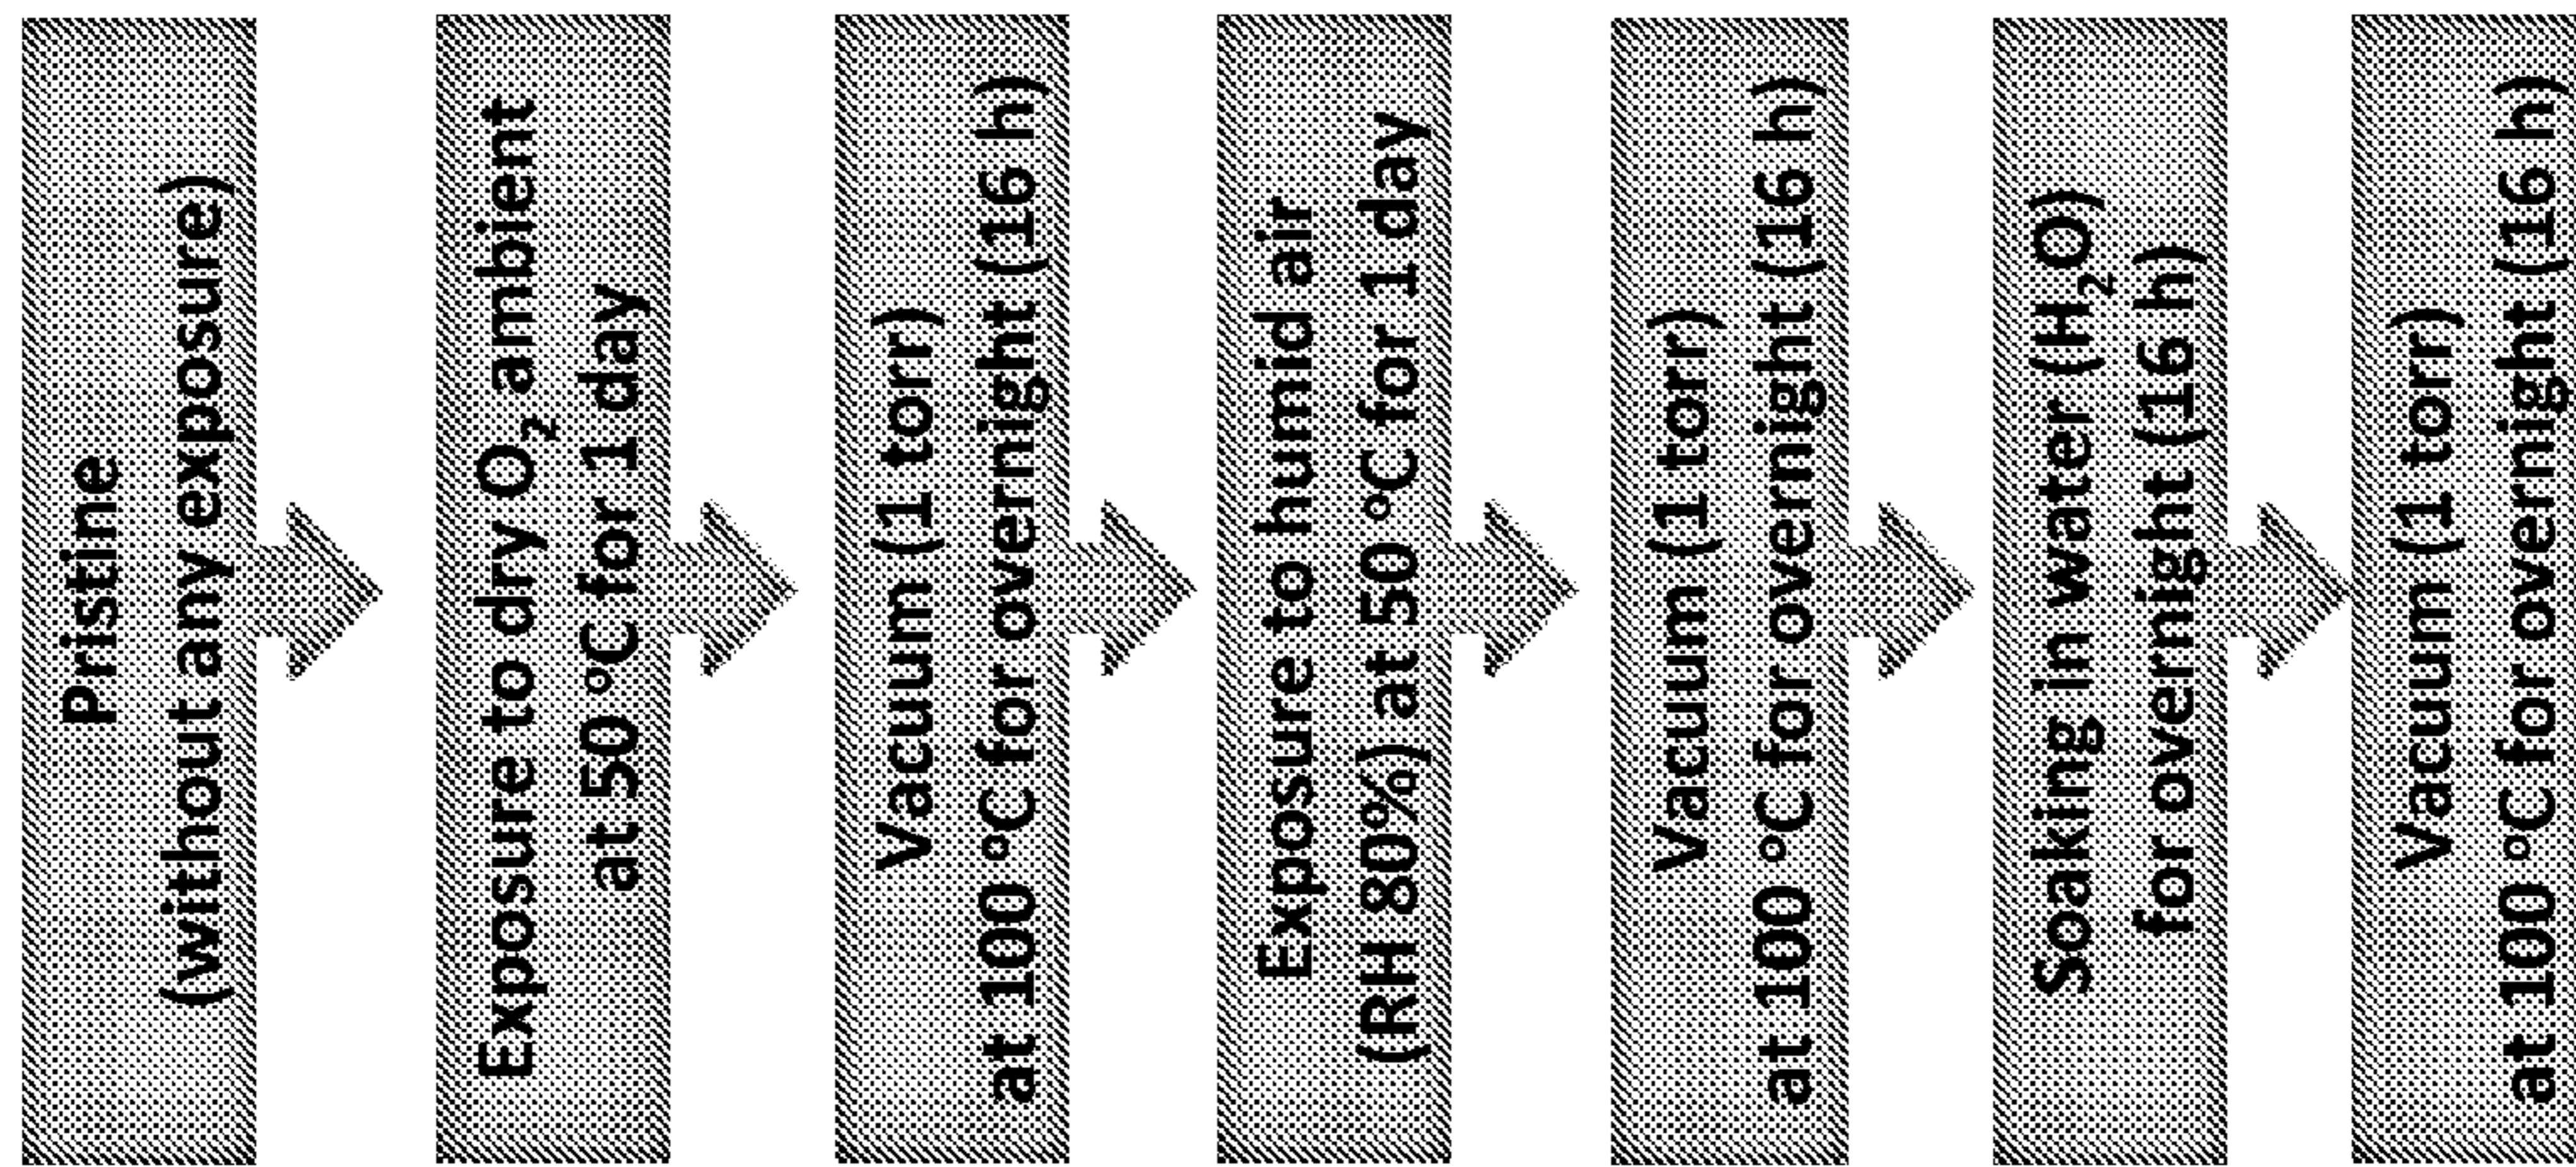 Pristine
(without any exposure)
Exposure to dry O₂ ambient
at 50 °C for 1 day
Vacuum (1 torr)
at 100 °C for overnight (16 h)
Exposure to humid air
(RH 80%) at 50 °C for 1 day
Vacuum (1 torr)
at 100 °C for overnight (16 h)
Soaking in water (H₂O)
for overnight (16 h)
Vacuum (1 torr)
at 100 °C for overnight (16 h)